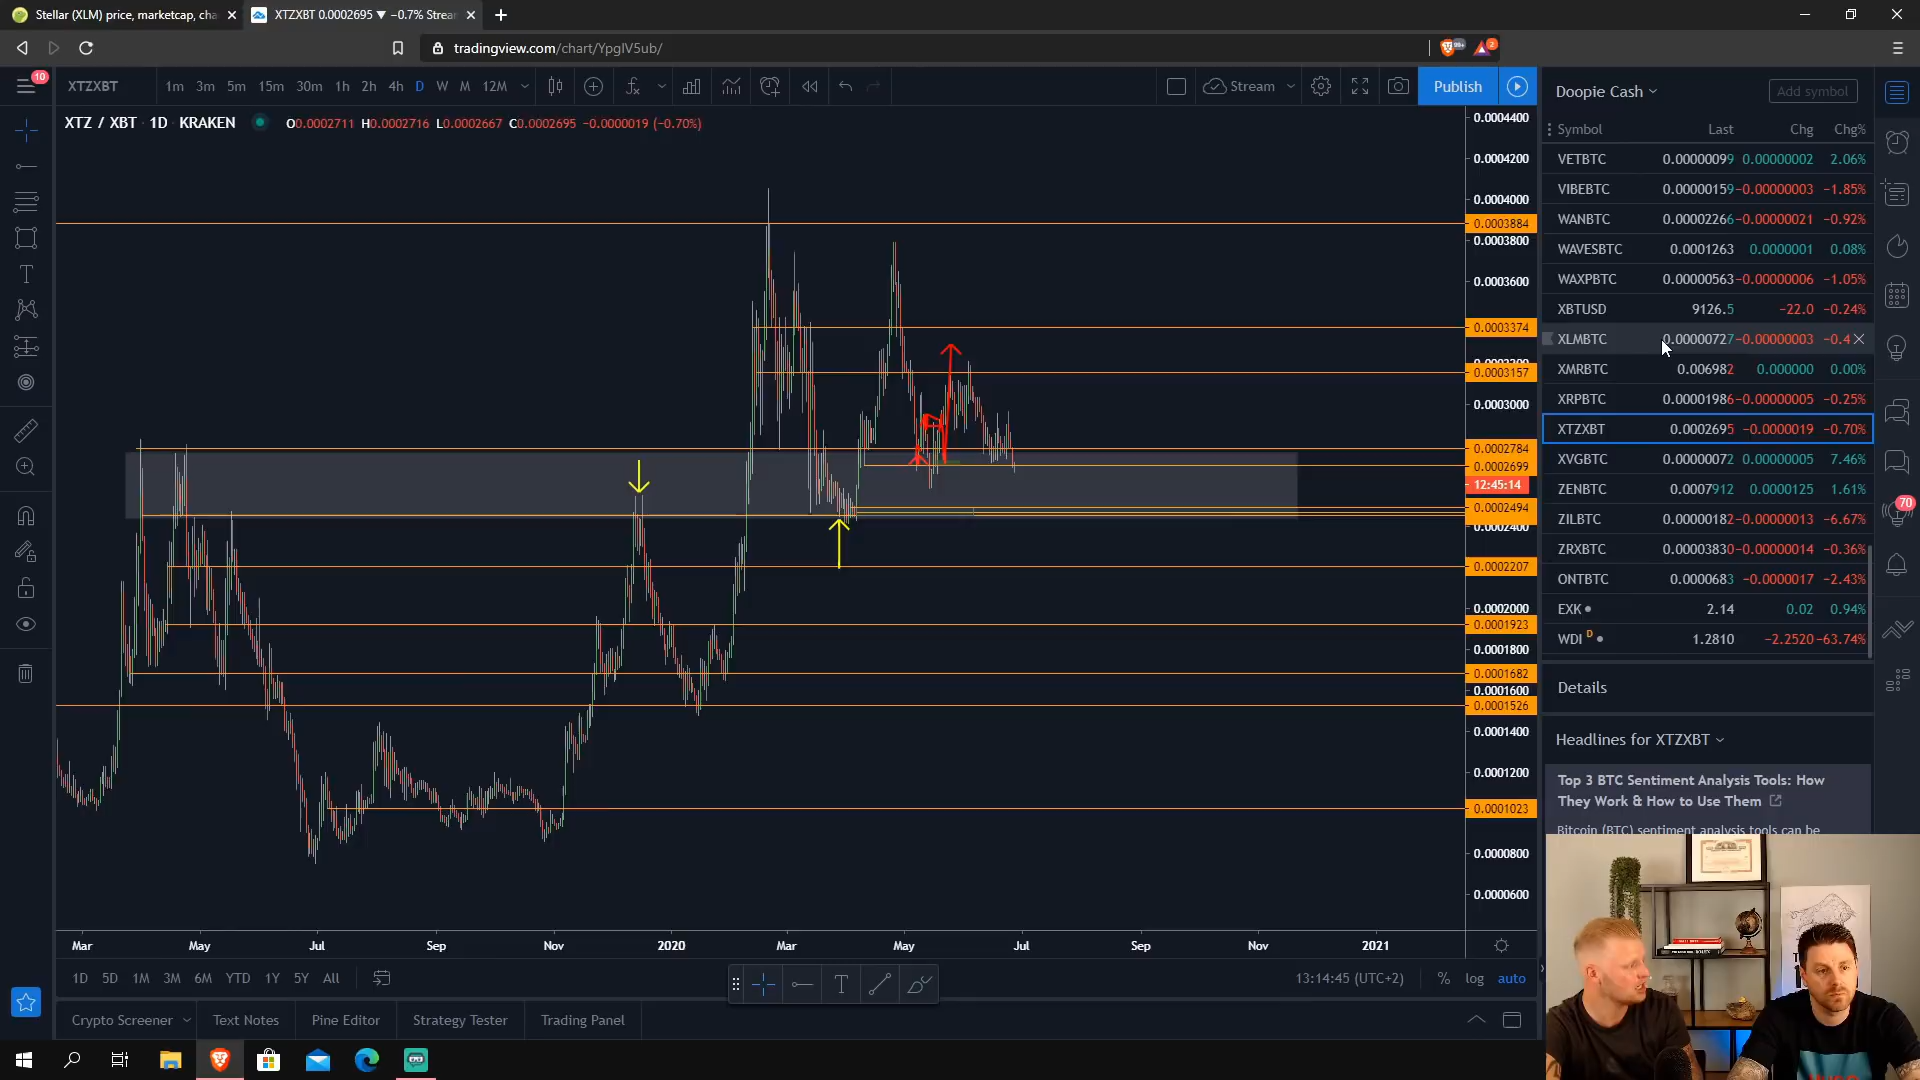 Stellar (XLM) price, marketcap, cha
XTZXBT 0.0002695 ▼ −0.7% Strea
tradingview.com/chart/YpgIV5ub/
99+
2
10
XTZXBT
1m 3m 5m 15m 30m 1h 2h 4h D W M 12M
Stream
Publish
XTZ / XBT · 1D · KRAKEN
O0.0002711 H0.0002716 L0.0002667 C0.0002695 −0.0000019 (−0.70%)
0.0004400
0.0004200
0.0004000
0.0003884
0.0003800
0.0003600
0.0003374
0.0003157
0.0003000
0.0002784
0.0002699
12:45:14
0.0002494
0.0002400
0.0002207
0.0002000
0.0001923
0.0001800
0.0001682
0.0001600
0.0001526
0.0001400
0.0001200
0.0001023
0.0000800
0.0000600
Mar May Jul Sep Nov 2020 Mar May Jul Sep Nov 2021
1D 5D 1M 3M 6M YTD 1Y 5Y All
13:14:45 (UTC+2) % log auto
Crypto Screener Text Notes Pine Editor Strategy Tester Trading Panel
Doopie Cash
Add symbol
Symbol Last Chg Chg%
VETBTC 0.00000099 0.00000002 2.06%
VIBEBTC 0.00000159 −0.00000003 −1.85%
WANBTC 0.00002266 −0.00000021 −0.92%
WAVESBTC 0.0001263 0.0000001 0.08%
WAXPBTC 0.00000563 −0.00000006 −1.05%
XBTUSD 9126.5 −22.0 −0.24%
XLMBTC 0.00000727 −0.00000003 −0.4
XMRBTC 0.006982 0.000000 0.00%
XRPBTC 0.00001986 −0.00000005 −0.25%
XTZXBT 0.0002695 −0.0000019 −0.70%
XVGBTC 0.00000072 0.00000005 7.46%
ZENBTC 0.0007912 0.0000125 1.61%
ZILBTC 0.00000182 −0.00000013 −6.67%
ZRXBTC 0.00003830 −0.00000014 −0.36%
ONTBTC 0.0000683 −0.0000017 −2.43%
EXK 2.14 0.02 0.94%
WDI D 1.2810 −2.2520 −63.74%
70
Details
Headlines for XTZXBT
Top 3 BTC Sentiment Analysis Tools: How
They Work & How to Use Them
Bitcoin (BTC) sentiment analysis tools can be